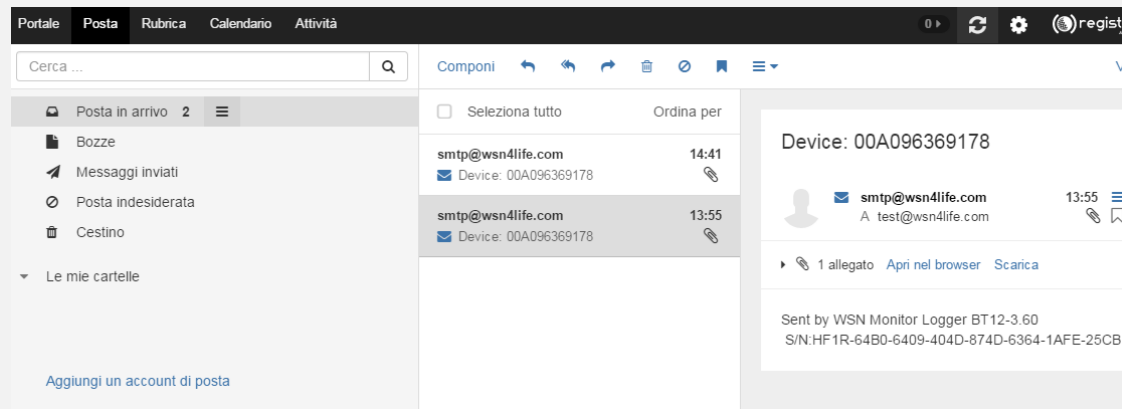 Portale Posta Rubrica Calendario Attività 0
Cerca ...
Posta in arrivo 2
Bozze
Messaggi inviati
Posta indesiderata
Cestino
Le mie cartelle
Aggiungi un account di posta
Componi
Seleziona tutto Ordina per
smtp@wsn4life.com 14:41
Device: 00A096369178
smtp@wsn4life.com 13:55
Device: 00A096369178
Device: 00A096369178
smtp@wsn4life.com 13:55
A test@wsn4life.com
1 allegato Apri nel browser Scarica
Sent by WSN Monitor Logger BT12-3.60
S/N:HF1R-64B0-6409-404D-874D-6364-1AFE-25CB